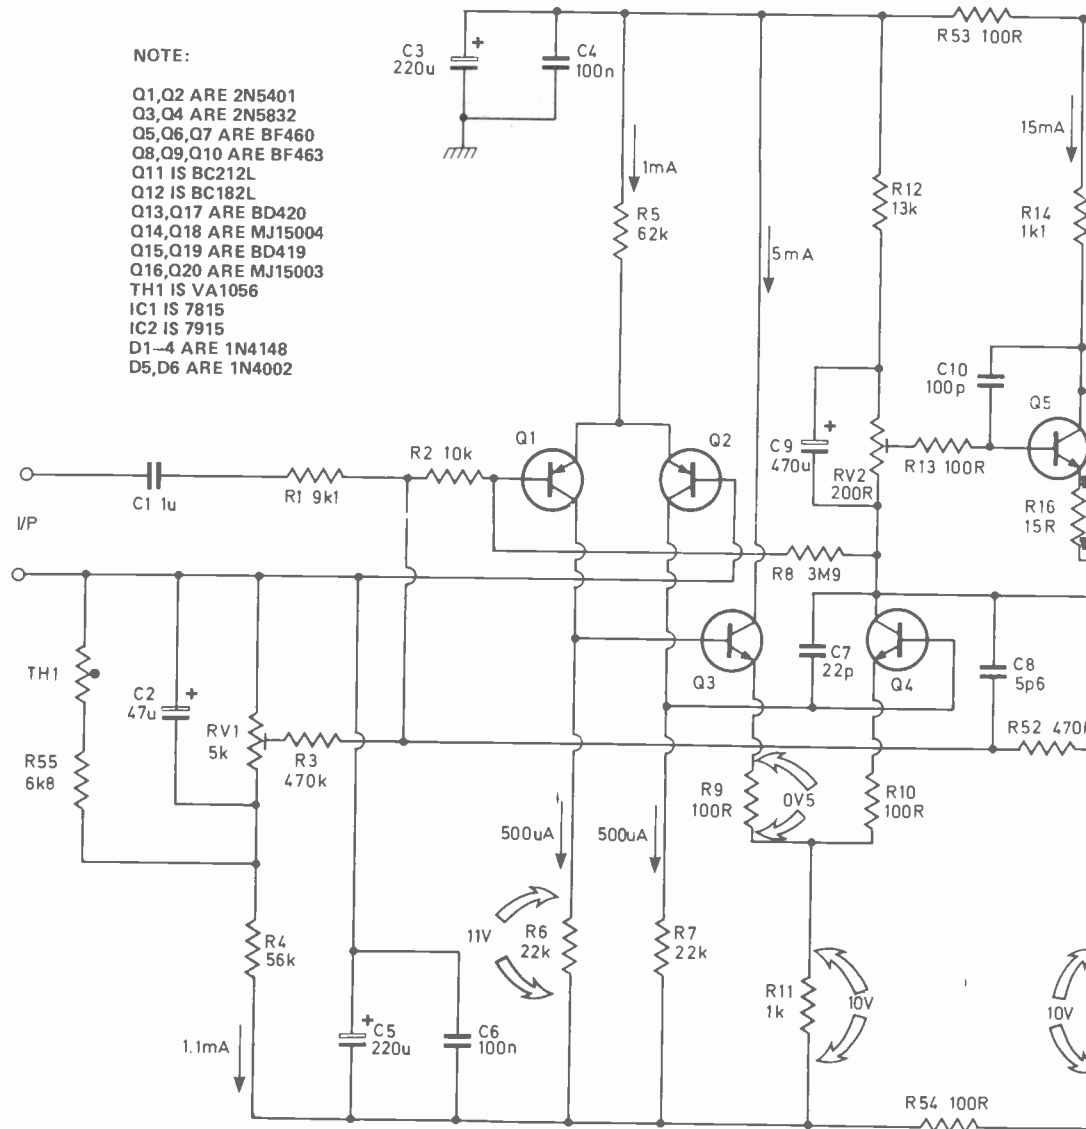 NOTE:
Q1,Q2 ARE 2N5401
Q3,Q4 ARE 2N5832
Q5,Q6,Q7 ARE BF460
Q8,Q9,Q10 ARE BF463
Q11 IS BC212L
Q12 IS BC182L
Q13,Q17 ARE BD420
Q14,Q18 ARE MJ15004
Q15,Q19 ARE BD419
Q16,Q20 ARE MJ15003
TH1 IS VA1056
IC1 IS 7815
IC2 IS 7915
D1–4 ARE 1N4148
D5,D6 ARE 1N4002
C3
220u
C4
100n
R53 100R
1mA
15mA
R5
62k
R12
13k
R14
1k1
5mA
C10
100p
Q5
Q1
Q2
R2 10k
C9
470u
RV2
200R
R13 100R
C1 1u
R1 9k1
I/P
R16
15R
R8 3M9
TH1
C2
47u
RV1
5k
R3
470k
Q3
C7
22p
Q4
C8
5p6
R52 470
R55
6k8
R9
100R
0V5
R10
100R
500uA
500uA
R4
56k
11V
R6
22k
R7
22k
R11
1k
10V
10V
1.1mA
C5
220u
C6
100n
R54 100R